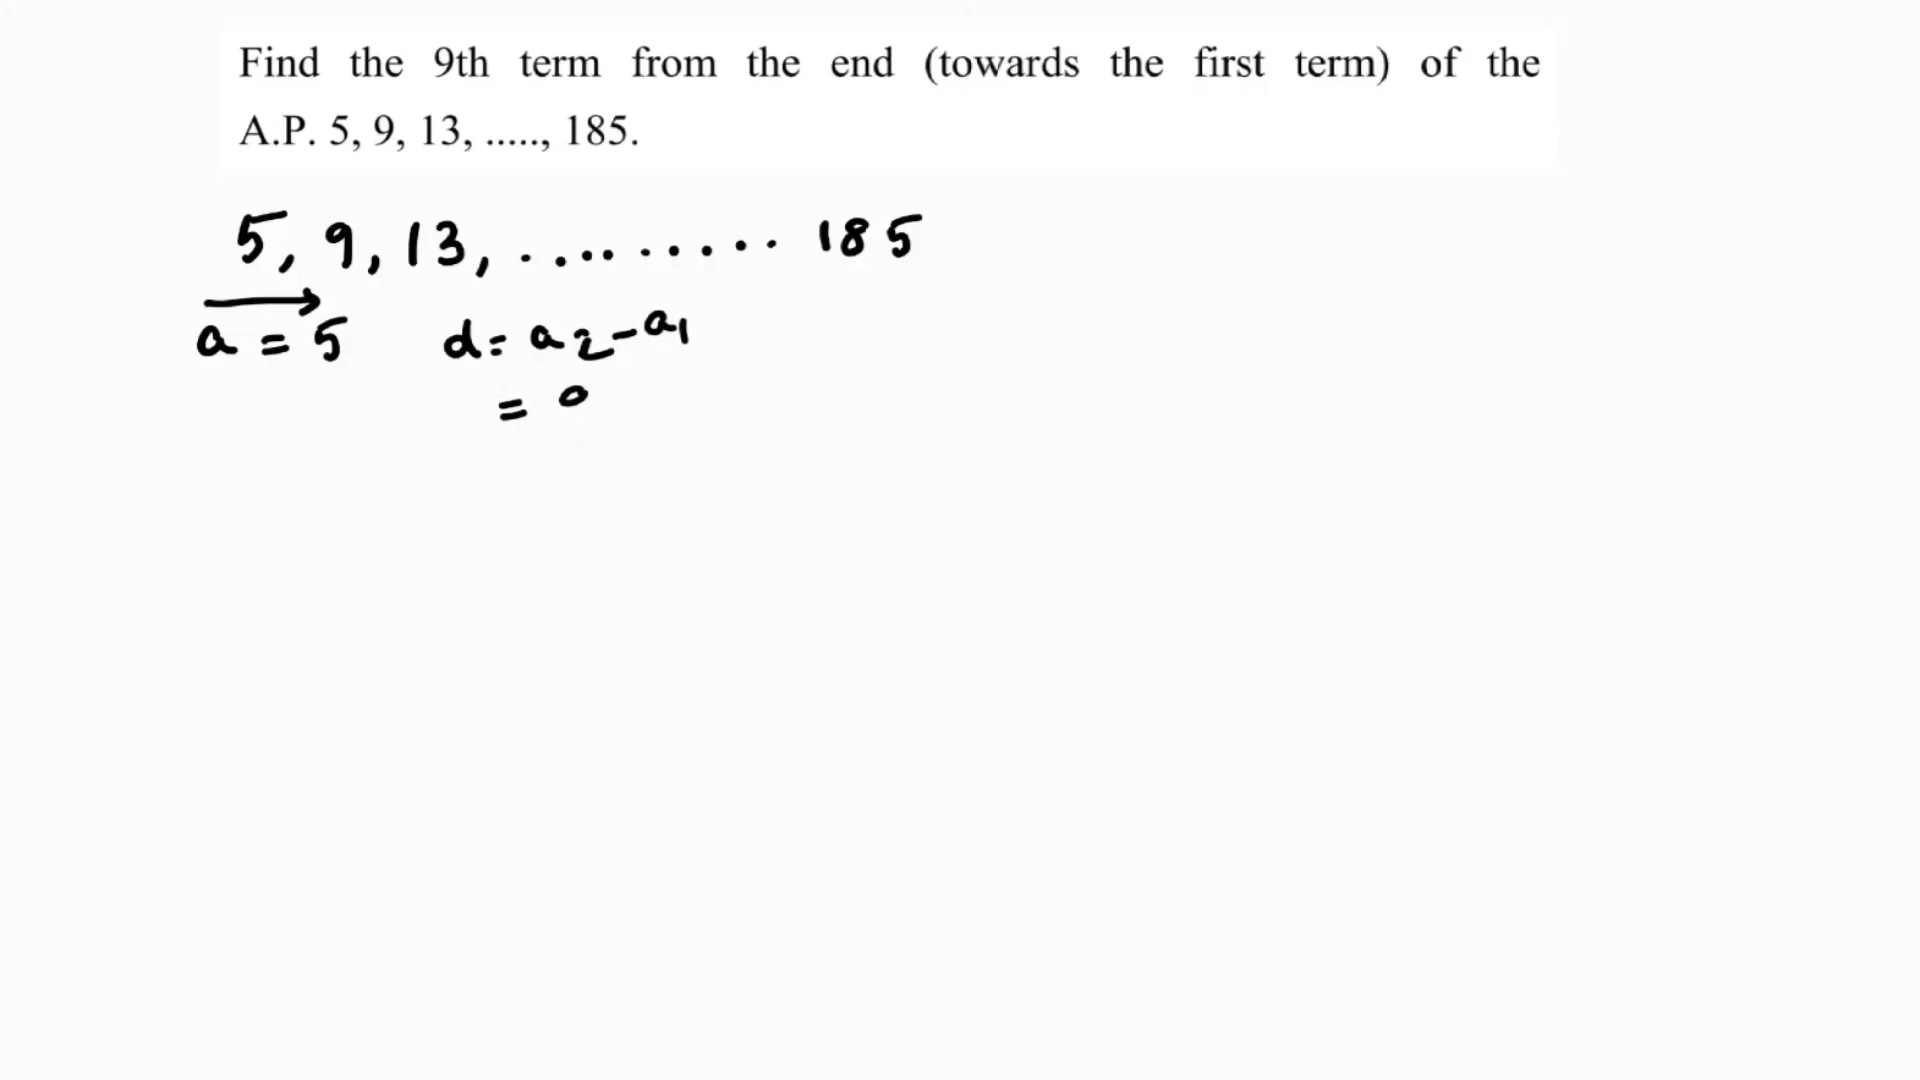 Find the 9th term from the end (towards the first term) of the
A.P. 5, 9, 13, ....., 185.
5, 9, 13, ......... 185
a = 5 d = a2 - a1
=